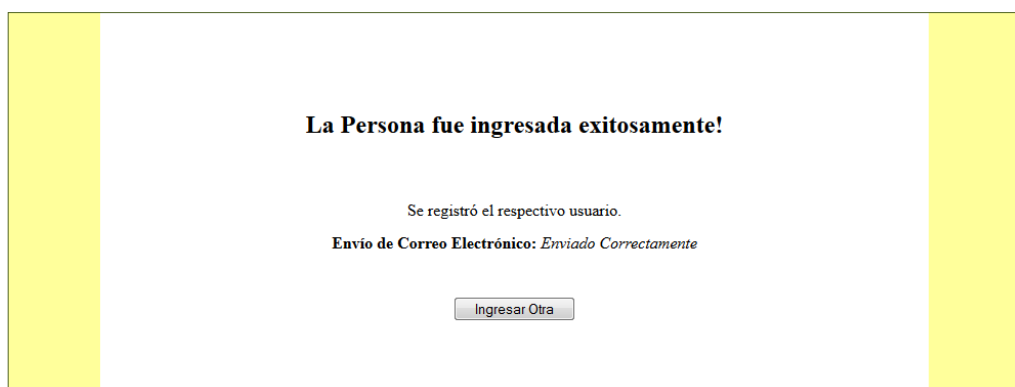 La Persona fue ingresada exitosamente!
Se registró el respectivo usuario.
Envío de Correo Electrónico: Enviado Correctamente
Ingresar Otra